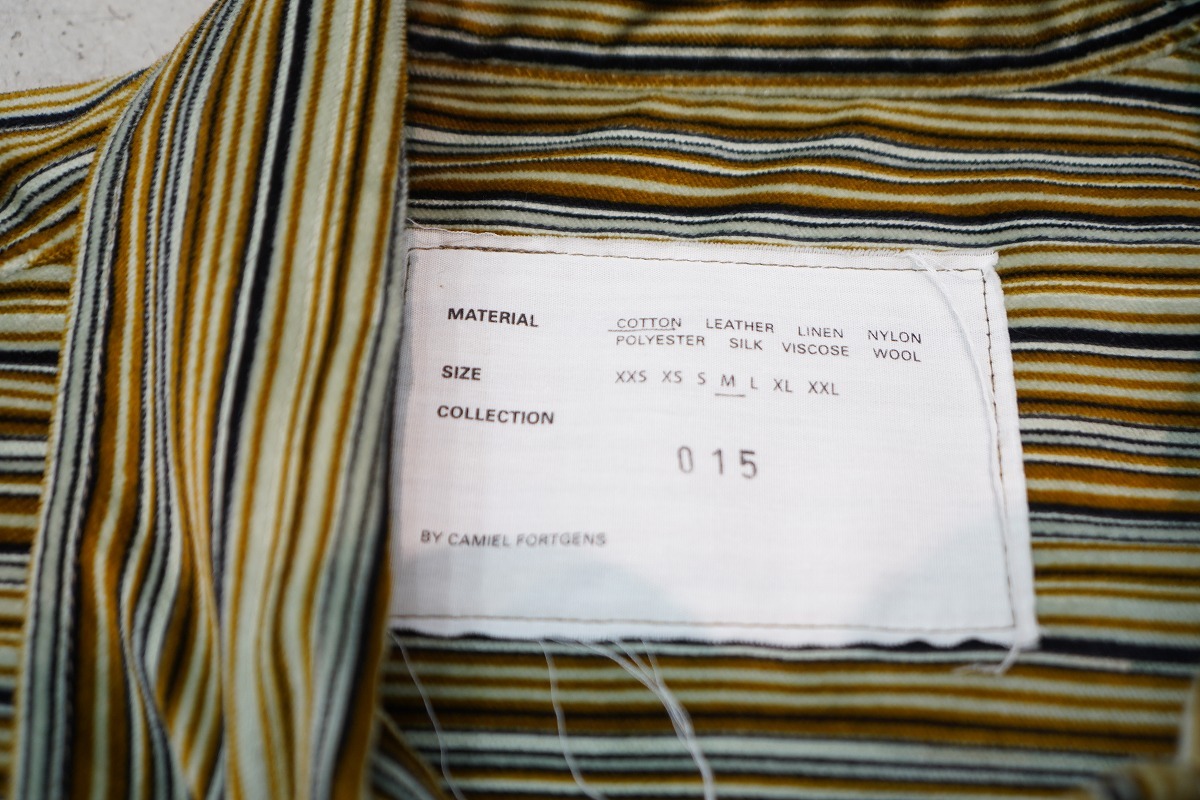 MATERIAL COTTON LEATHER LINEN NYLON
POLYESTER SILK VISCOSE WOOL
SIZE XXS XS S M L XL XXL
COLLECTION
015
BY CAMIEL FORTGENS